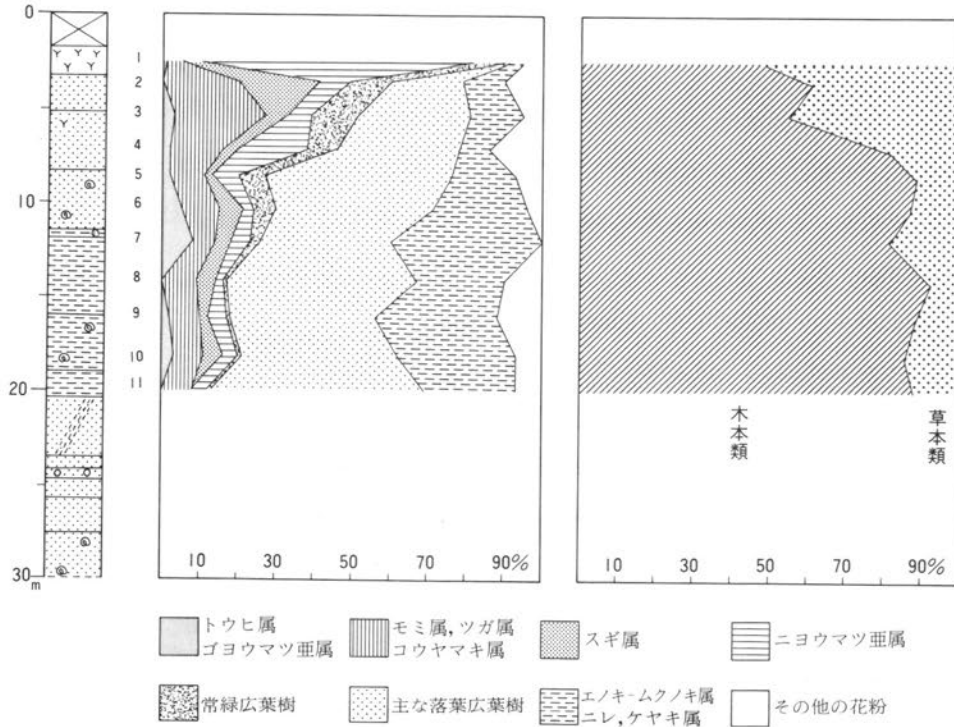 0
10
20
30
m
1
2
3
4
5
6
7
8
9
10
11
10 30 50 70 90%
10 30 50 70 90%
木本類
草本類
トウヒ属
ゴヨウマツ亜属
モミ属,ツガ属
コウヤマキ属
スギ属
ニヨウマツ亜属
常緑広葉樹
主な落葉広葉樹
エノキ-ムクノキ属
ニレ,ケヤキ属
その他の花粉